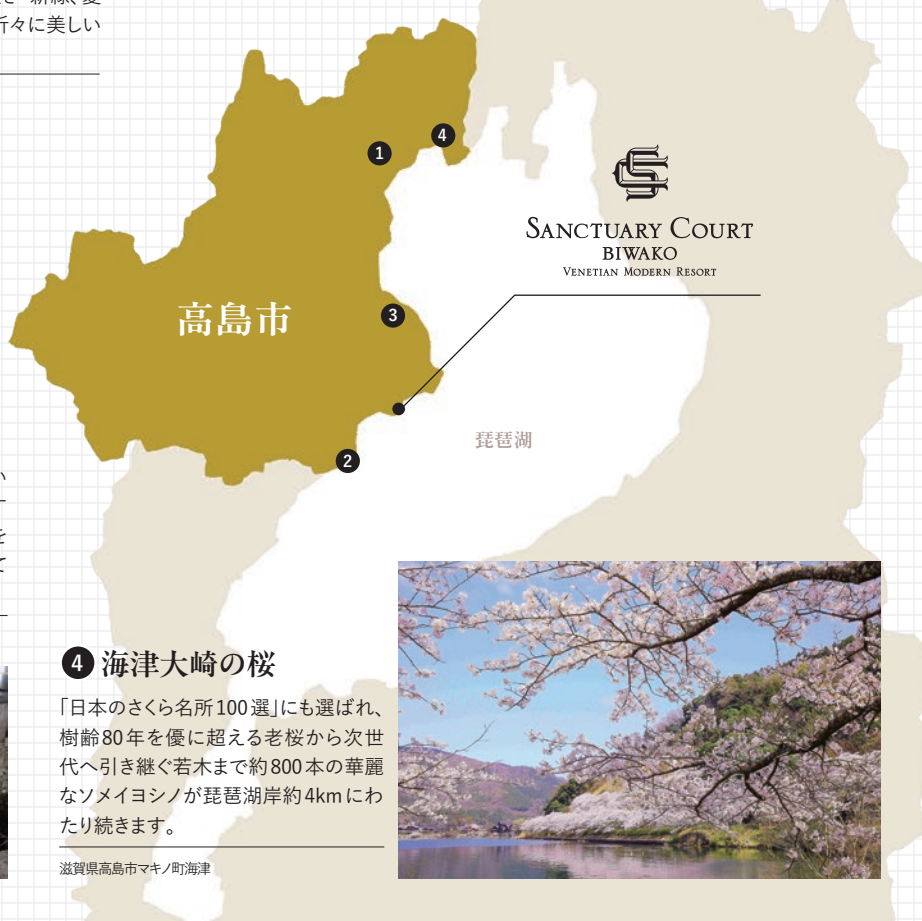 折々に美しい
1
4
SANCTUARY COURT
BIWAKO
VENETIAN MODERN RESORT
高島市
3
琵琶湖
2
い
を
て
4 海津大崎の桜
「日本のさくら名所100選」にも選ばれ、
樹齢80年を優に超える老桜から次世
代へ引き継ぐ若木まで約800本の華麗
なソメイヨシノが琵琶湖岸約4kmにわ
たり続きます。
滋賀県高島市マキノ町海津